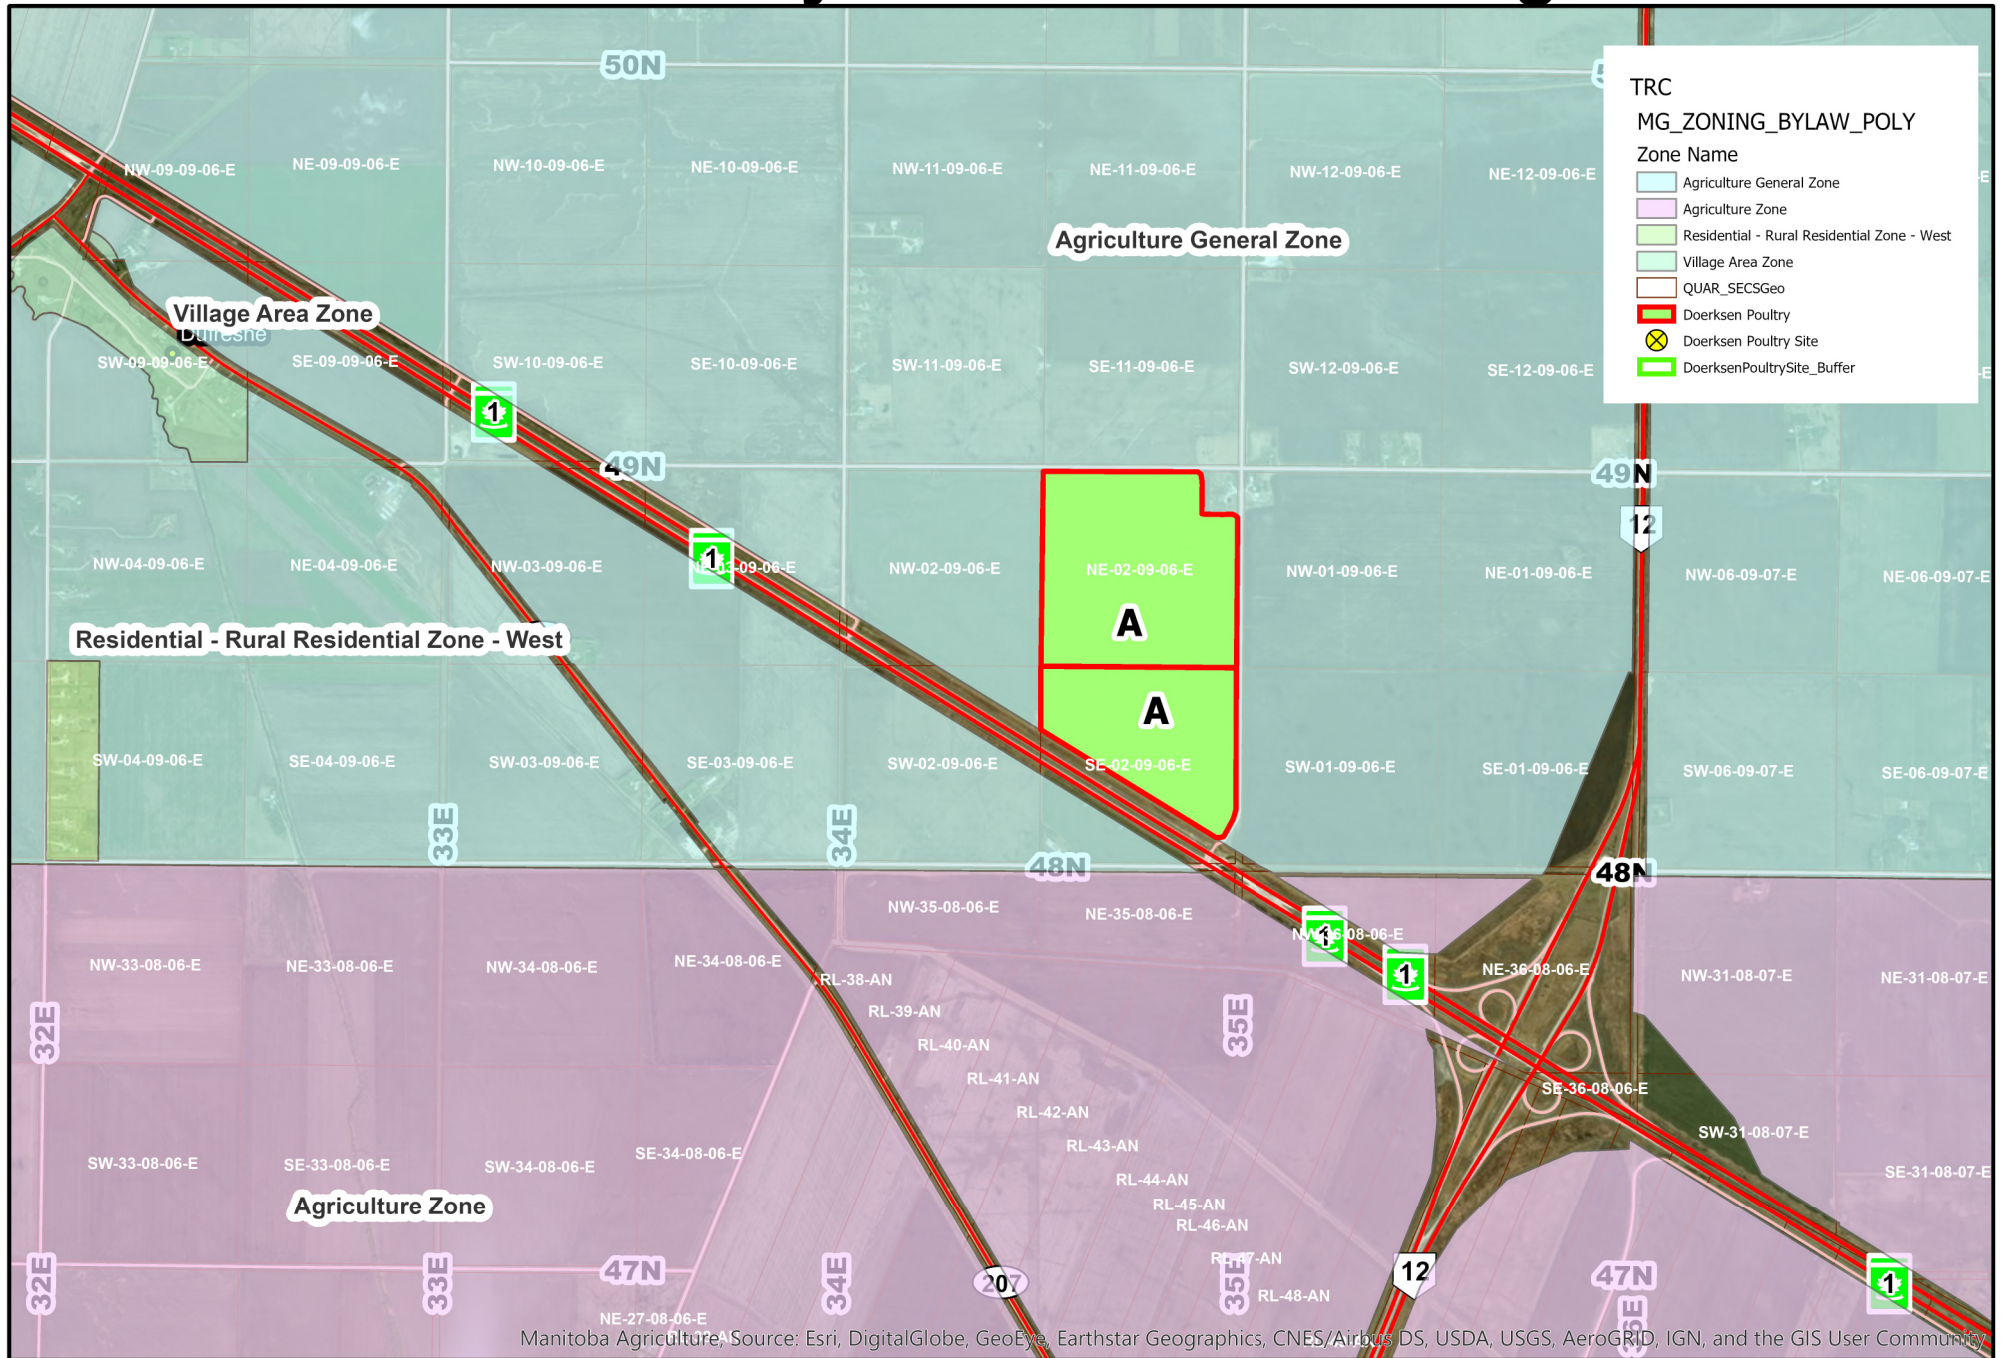 50N
TRC
MG_ZONING_BYLAW_POLY
Zone Name
Agriculture General Zone
Agriculture Zone
Residential - Rural Residential Zone - West
Village Area Zone
QUAR_SECSGeo
Doerksen Poultry
Doerksen Poultry Site
DoerksenPoultrySite_Buffer
NW-09-09-06-E
NE-09-09-06-E
NW-10-09-06-E
NE-10-09-06-E
NW-11-09-06-E
NE-11-09-06-E
NW-12-09-06-E
NE-12-09-06-E
Agriculture General Zone
Village Area Zone
Dufresne
SW-09-09-06-E
SE-09-09-06-E
SW-10-09-06-E
SE-10-09-06-E
SW-11-09-06-E
SE-11-09-06-E
SW-12-09-06-E
SE-12-09-06-E
1
49N
49N
12
1
NW-04-09-06-E
NE-04-09-06-E
NW-03-09-06-E
NE-03-09-06-E
NW-02-09-06-E
NE-02-09-06-E
NW-01-09-06-E
NE-01-09-06-E
NW-06-09-07-E
NE-06-09-07-E
A
Residential - Rural Residential Zone - West
A
SW-04-09-06-E
SE-04-09-06-E
SW-03-09-06-E
SE-03-09-06-E
SW-02-09-06-E
SE-02-09-06-E
SW-01-09-06-E
SE-01-09-06-E
SW-06-09-07-E
SE-06-09-07-E
33E
34E
48N
48N
NW-35-08-06-E
NE-35-08-06-E
NW-36-08-06-E
1
1
NW-33-08-06-E
NE-33-08-06-E
NW-34-08-06-E
NE-34-08-06-E
NE-36-08-06-E
NW-31-08-07-E
NE-31-08-07-E
RL-38-AN
RL-39-AN
32E
35E
RL-40-AN
RL-41-AN
SE-36-08-06-E
RL-42-AN
SW-31-08-07-E
RL-43-AN
SW-33-08-06-E
SE-33-08-06-E
SW-34-08-06-E
SE-34-08-06-E
RL-44-AN
SE-31-08-07-E
RL-45-AN
Agriculture Zone
RL-46-AN
RL-47-AN
32E
33E
47N
34E
207
35E
12
47N
1
RL-48-AN
NE-27-08-06-E
36E
Manitoba Agriculture, Source: Esri, DigitalGlobe, GeoEye, Earthstar Geographics, CNES/Airbus DS, USDA, USGS, AeroGRID, IGN, and the GIS User Community